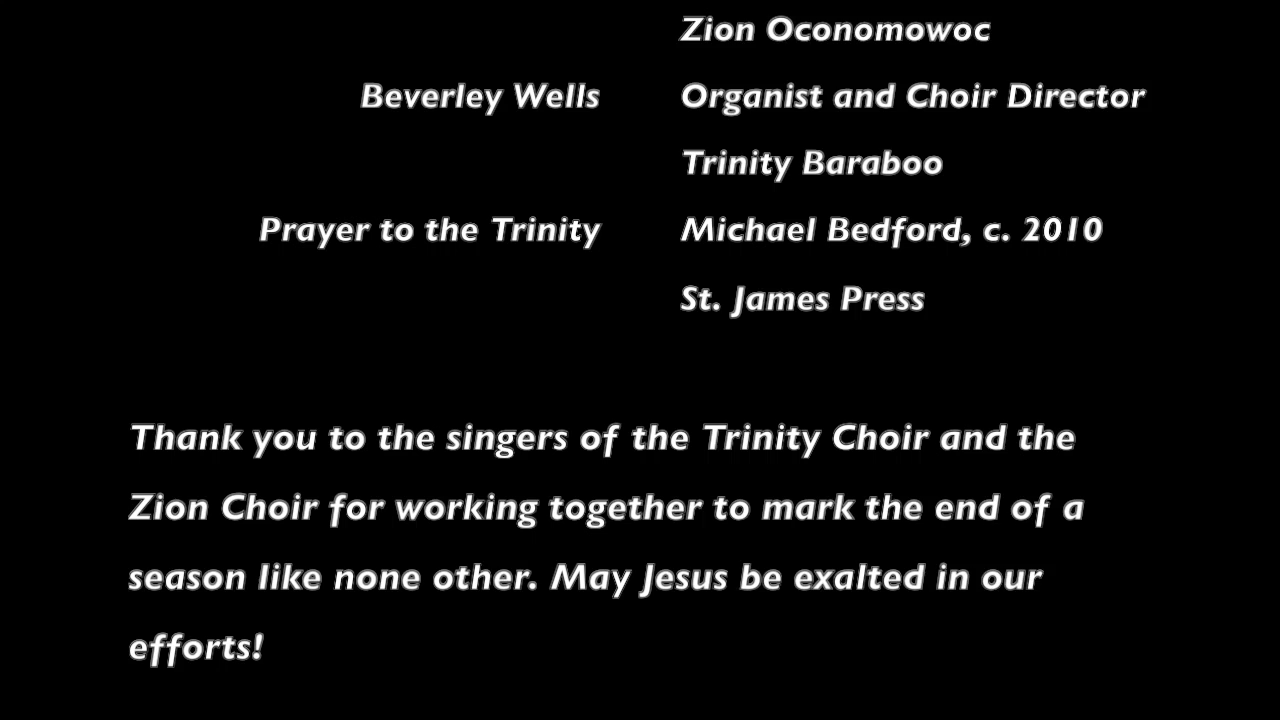 Zion Oconomowoc
Beverley Wells Organist and Choir Director
Trinity Baraboo
Prayer to the Trinity Michael Bedford, c. 2010
St. James Press
Thank you to the singers of the Trinity Choir and the
Zion Choir for working together to mark the end of a
season like none other. May Jesus be exalted in our
efforts!